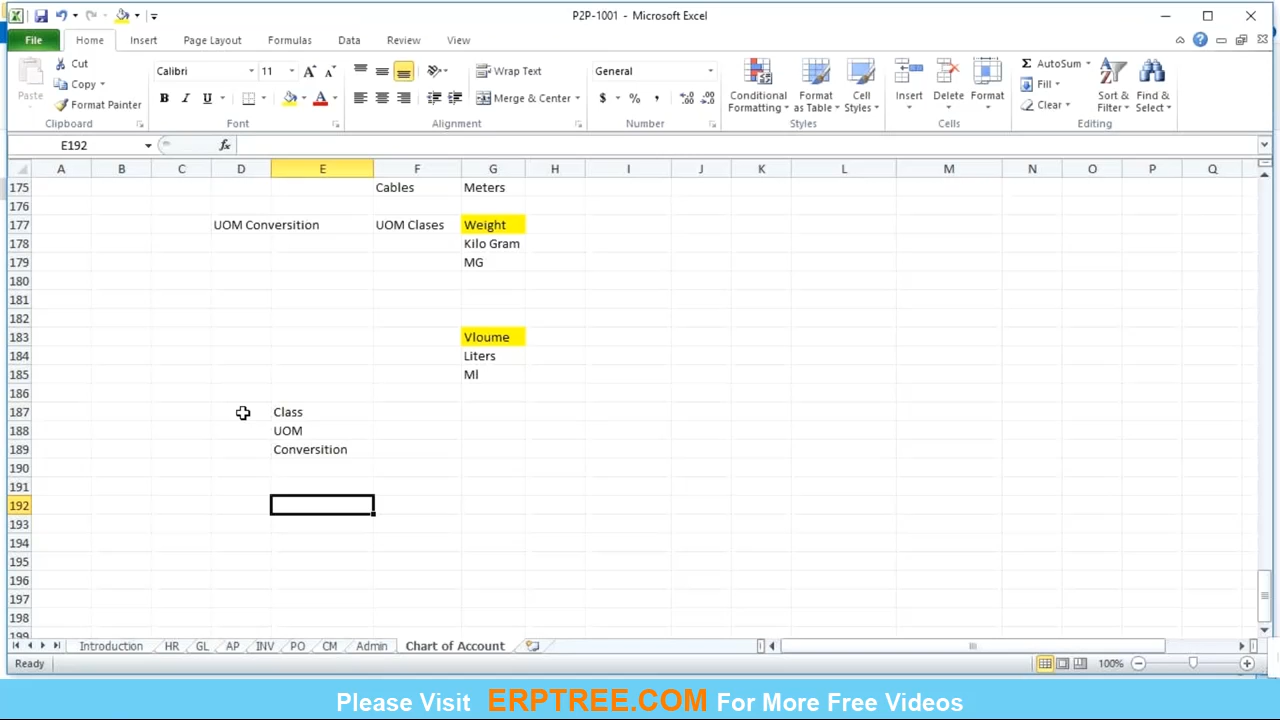 P2P-1001 - Microsoft Excel
File Home Insert Page Layout Formulas Data Review View
Paste
Cut
Copy
Format Painter
Clipboard
Calibri 11
B I U
Font
Wrap Text
Merge & Center
Alignment
General
$ % ,
Number
Conditional Formatting
Format as Table
Cell Styles
Styles
Insert
Delete
Format
Cells
AutoSum
Fill
Clear
Sort & Filter
Find & Select
Editing
E192 fx
A B C D E F G H I J K L M N O P Q
175 Cables Meters
176
177 UOM Conversition UOM Clases Weight
178 Kilo Gram
179 MG
180
181
182
183 Vloume
184 Liters
185 Ml
186
187 Class
188 UOM
189 Conversition
190
191
192
193
194
195
196
197
198
199
Introduction HR GL AP INV PO CM Admin Chart of Account
Ready 100%
Please Visit ERPTREE.COM For More Free Videos